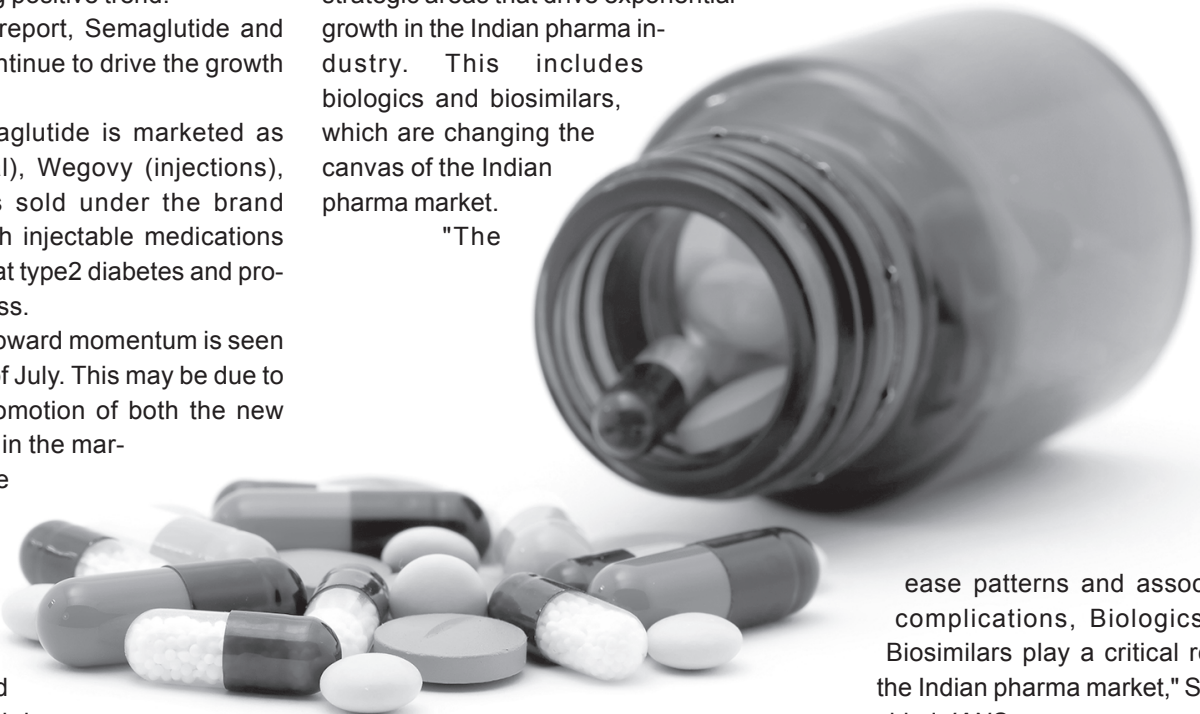 g positive trend.
report, Semaglutide and
ntinue to drive the growth
aglutide is marketed as
l), Wegovy (injections),
s sold under the brand
h injectable medications
at type2 diabetes and pro-
ss.
oward momentum is seen
of July. This may be due to
omotion of both the new
in the mar-
e
d
strategic areas that drive exponential
growth in the Indian pharma in-
dustry. This includes
biologics and biosimilars,
which are changing the
canvas of the Indian
pharma market.
"The
ease patterns and assoc
complications, Biologics
Biosimilars play a critical r
the Indian pharma market," S